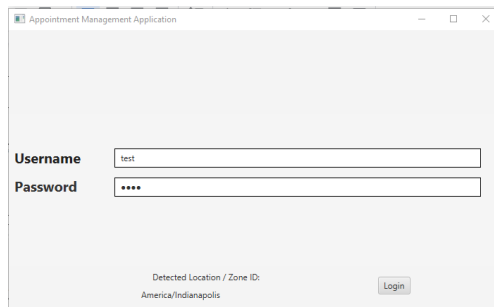 Appointment Management Application
Username
test
Password
••••
Detected Location / Zone ID:
America/Indianapolis
Login